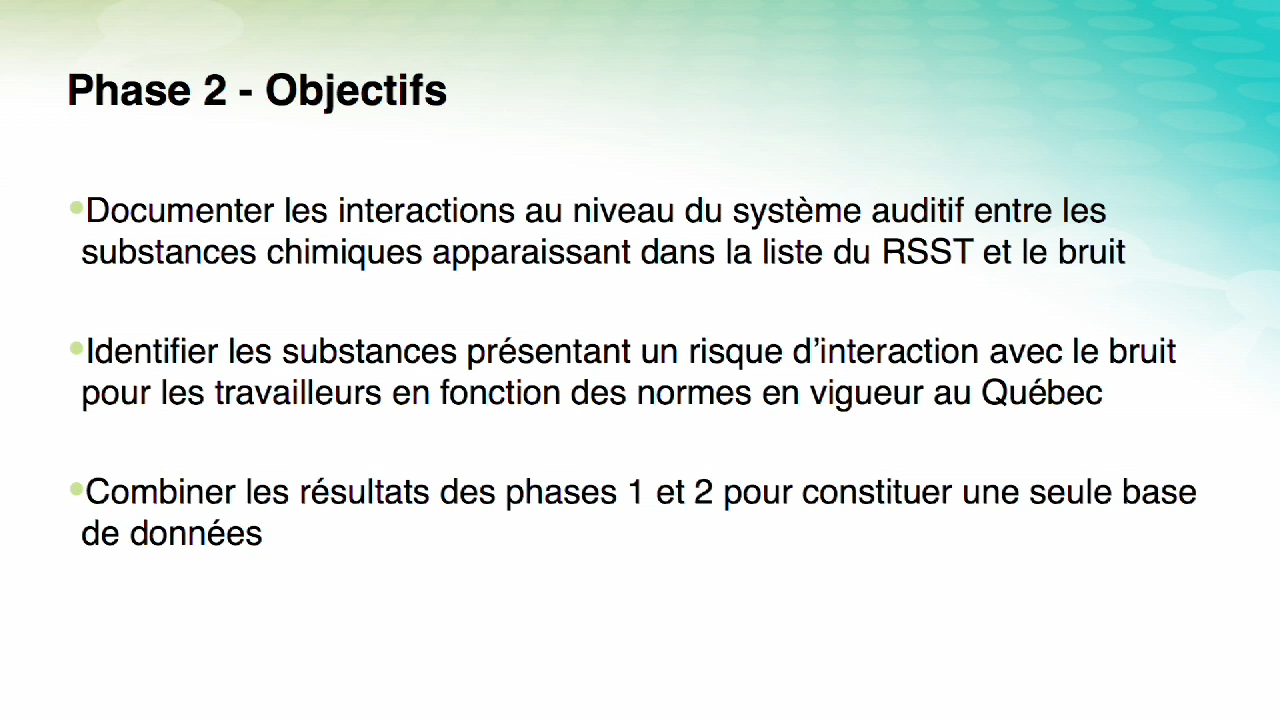 Phase 2 - Objectifs
•Documenter les interactions au niveau du système auditif entre les
substances chimiques apparaissant dans la liste du RSST et le bruit
•Identifier les substances présentant un risque d’interaction avec le bruit
pour les travailleurs en fonction des normes en vigueur au Québec
•Combiner les résultats des phases 1 et 2 pour constituer une seule base
de données